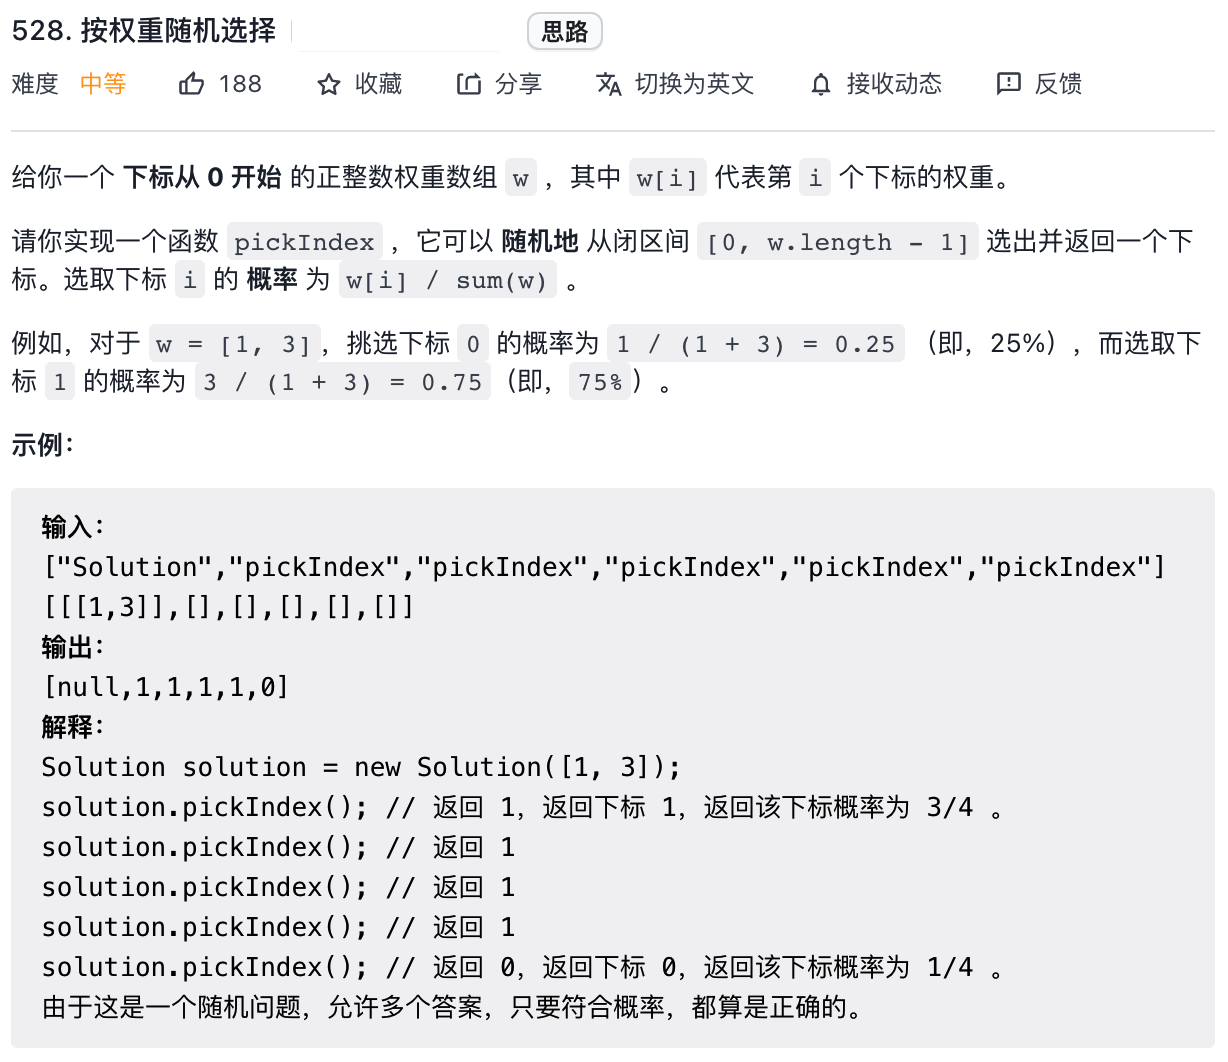 528. 按权重随机选择 思路
难度 中等 188 收藏 分享 切换为英文 接收动态 反馈
给你一个 下标从 0 开始 的正整数权重数组 w ，其中 w[i] 代表第 i 个下标的权重。
请你实现一个函数 pickIndex ，它可以 随机地 从闭区间 [0, w.length - 1] 选出并返回一个下
标。选取下标 i 的 概率 为 w[i] / sum(w) 。
例如，对于 w = [1, 3]，挑选下标 0 的概率为 1 / (1 + 3) = 0.25 （即，25%），而选取下
标 1 的概率为 3 / (1 + 3) = 0.75（即，75%）。
示例：
输入：
["Solution","pickIndex","pickIndex","pickIndex","pickIndex","pickIndex"]
[[[1,3]],[],[],[],[],[]]
输出：
[null,1,1,1,1,0]
解释：
Solution solution = new Solution([1, 3]);
solution.pickIndex(); // 返回 1，返回下标 1，返回该下标概率为 3/4 。
solution.pickIndex(); // 返回 1
solution.pickIndex(); // 返回 1
solution.pickIndex(); // 返回 1
solution.pickIndex(); // 返回 0，返回下标 0，返回该下标概率为 1/4 。
由于这是一个随机问题，允许多个答案，只要符合概率，都算是正确的。